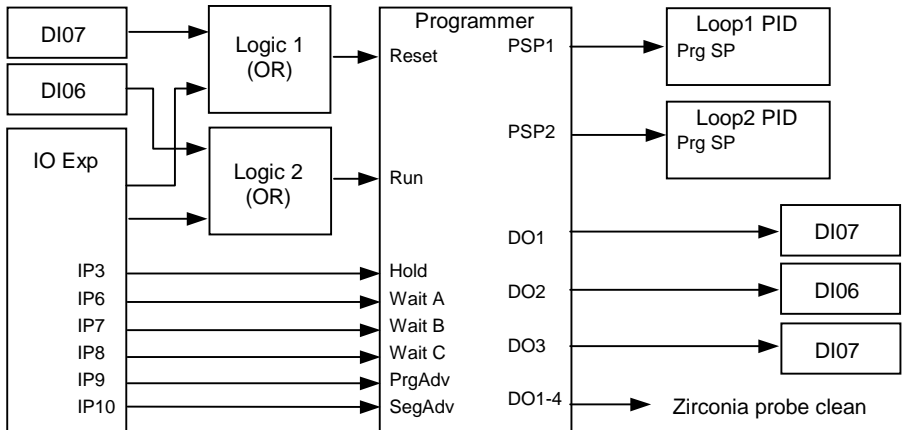 DI07
DI06
IO Exp
IP3
IP6
IP7
IP8
IP9
IP10
Logic 1
(OR)
Logic 2
(OR)
Programmer
Reset
Run
Hold
Wait A
Wait B
Wait C
PrgAdv
SegAdv
PSP1
PSP2
DO1
DO2
DO3
DO1-4
Loop1 PID
Prg SP
Loop2 PID
Prg SP
DI07
DI06
DI07
Zirconia probe clean